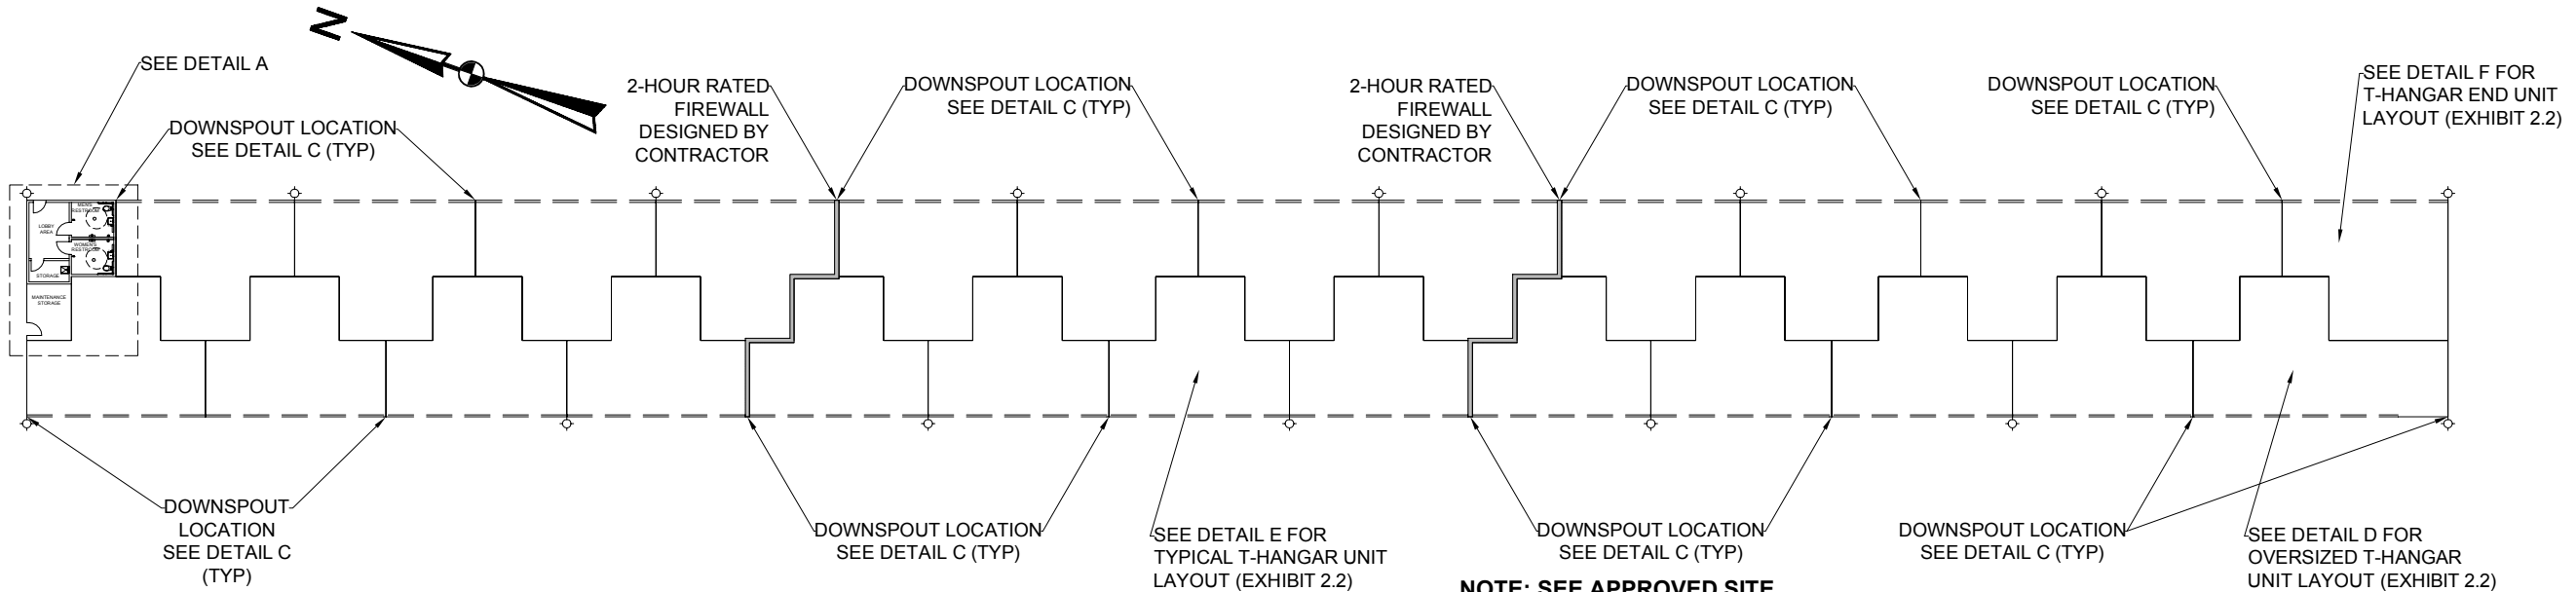 N
SEE DETAIL A
DOWNSPOUT LOCATION
SEE DETAIL C (TYP)
2-HOUR RATED
FIREWALL
DESIGNED BY
CONTRACTOR
DOWNSPOUT LOCATION
SEE DETAIL C (TYP)
2-HOUR RATED
FIREWALL
DESIGNED BY
CONTRACTOR
DOWNSPOUT LOCATION
SEE DETAIL C (TYP)
DOWNSPOUT LOCATION
SEE DETAIL C (TYP)
SEE DETAIL F FOR
T-HANGAR END UNIT
LAYOUT (EXHIBIT 2.2)
MEN'S
RESTROOM
LOBBY
AREA
WOMEN'S
RESTROOM
STORAGE
MAINTENANCE
STORAGE
DOWNSPOUT
LOCATION
SEE DETAIL C
(TYP)
DOWNSPOUT LOCATION
SEE DETAIL C (TYP)
SEE DETAIL E FOR
TYPICAL T-HANGAR UNIT
LAYOUT (EXHIBIT 2.2)
DOWNSPOUT LOCATION
SEE DETAIL C (TYP)
NOTE: SEE APPROVED SITE
DOWNSPOUT LOCATION
SEE DETAIL C (TYP)
SEE DETAIL D FOR
OVERSIZED T-HANGAR
UNIT LAYOUT (EXHIBIT 2.2)